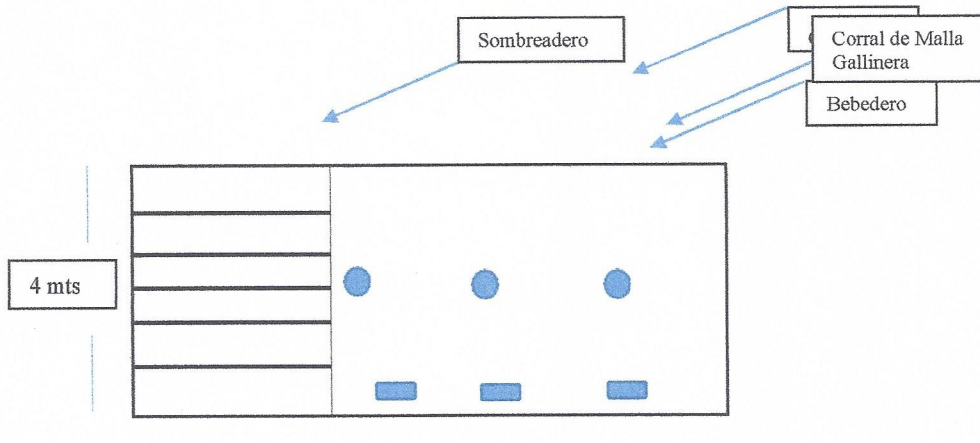 Sombreadero
Corral de Malla
Gallinera
Bebedero
4 mts